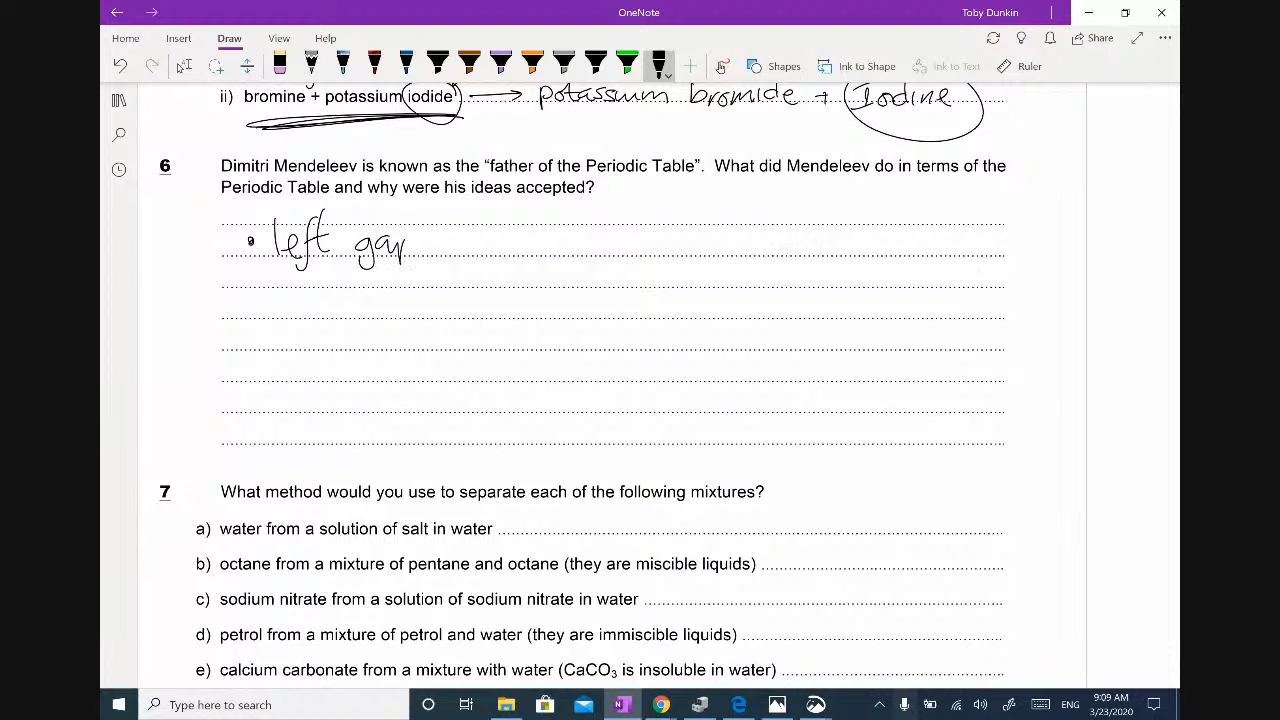 OneNote
Toby Dunkin
Home Insert Draw View Help
Share
Shapes Ink to Shape Ink to Text Ruler
ii) bromine + potassium iodide → potassium bromide + Iodine
6 Dimitri Mendeleev is known as the “father of the Periodic Table”. What did Mendeleev do in terms of the
Periodic Table and why were his ideas accepted?
• left gap
7 What method would you use to separate each of the following mixtures?
a) water from a solution of salt in water
b) octane from a mixture of pentane and octane (they are miscible liquids)
c) sodium nitrate from a solution of sodium nitrate in water
d) petrol from a mixture of petrol and water (they are immiscible liquids)
e) calcium carbonate from a mixture with water (CaCO₃ is insoluble in water)
Type here to search
ENG
9:09 AM
3/23/2020